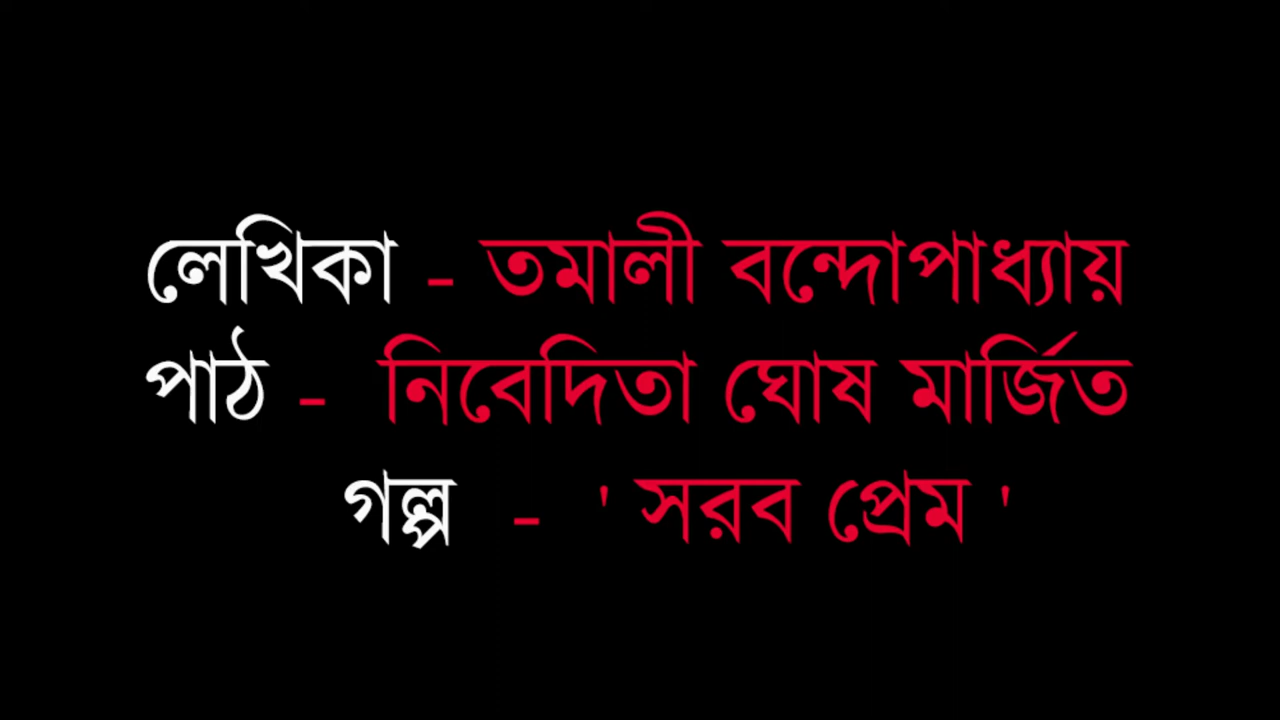 লেখিকা - তমালী বন্দোপাধ্যায়
পাঠ - নিবেদিতা ঘোষ মার্জিত
গল্প - ' সরব প্রেম '